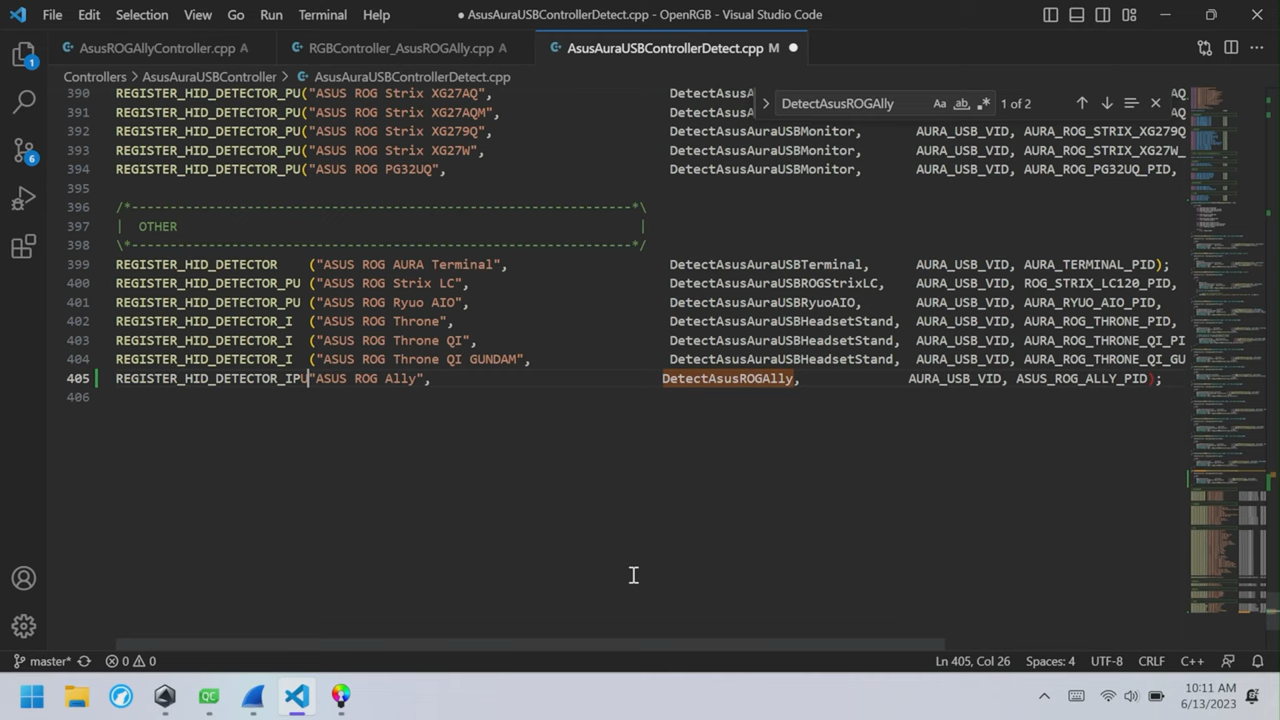 File Edit Selection View Go Run Terminal Help
● AsusAuraUSBControllerDetect.cpp - OpenRGB - Visual Studio Code
AsusROGAllyController.cpp A
RGBController_AsusROGAlly.cpp A
AsusAuraUSBControllerDetect.cpp M ●
Controllers > AsusAuraUSBController > AsusAuraUSBControllerDetect.cpp
DetectAsusROGAlly Aa ab .* 1 of 2
390 REGISTER_HID_DETECTOR_PU("ASUS ROG Strix XG27AQ", DetectAsusA AQ
391 REGISTER_HID_DETECTOR_PU("ASUS ROG Strix XG27AQM", DetectAsusA AQ
392 REGISTER_HID_DETECTOR_PU("ASUS ROG Strix XG279Q", DetectAsusAuraUSBMonitor, AURA_USB_VID, AURA_ROG_STRIX_XG279Q
393 REGISTER_HID_DETECTOR_PU("ASUS ROG Strix XG27W", DetectAsusAuraUSBMonitor, AURA_USB_VID, AURA_ROG_STRIX_XG27W_
394 REGISTER_HID_DETECTOR_PU("ASUS ROG PG32UQ", DetectAsusAuraUSBMonitor, AURA_USB_VID, AURA_ROG_PG32UQ_PID,
395
396 /*---------------------------------------------------------------------*\
397 | OTHER |
398 \*---------------------------------------------------------------------*/
399 REGISTER_HID_DETECTOR ("ASUS ROG AURA Terminal", DetectAsusAuraTerminal, AURA_USB_VID, AURA_TERMINAL_PID);
400 REGISTER_HID_DETECTOR_PU ("ASUS ROG Strix LC", DetectAsusAuraUSBROGStrixLC, AURA_USB_VID, ROG_STRIX_LC120_PID,
401 REGISTER_HID_DETECTOR_PU ("ASUS ROG Ryuo AIO", DetectAsusAuraUSBRyuoAIO, AURA_USB_VID, AURA_RYUO_AIO_PID,
402 REGISTER_HID_DETECTOR_I ("ASUS ROG Throne", DetectAsusAuraUSBHeadsetStand, AURA_USB_VID, AURA_ROG_THRONE_PID,
403 REGISTER_HID_DETECTOR_I ("ASUS ROG Throne QI", DetectAsusAuraUSBHeadsetStand, AURA_USB_VID, AURA_ROG_THRONE_QI_PI
404 REGISTER_HID_DETECTOR_I ("ASUS ROG Throne QI GUNDAM", DetectAsusAuraUSBHeadsetStand, AURA_USB_VID, AURA_ROG_THRONE_QI_GU
405 REGISTER_HID_DETECTOR_IPU"ASUS ROG Ally", DetectAsusROGAlly, AURA_USB_VID, ASUS_ROG_ALLY_PID);
406
1
6
master* 0 0
Ln 405, Col 26 Spaces: 4 UTF-8 CRLF C++
QC
10:11 AM
6/13/2023